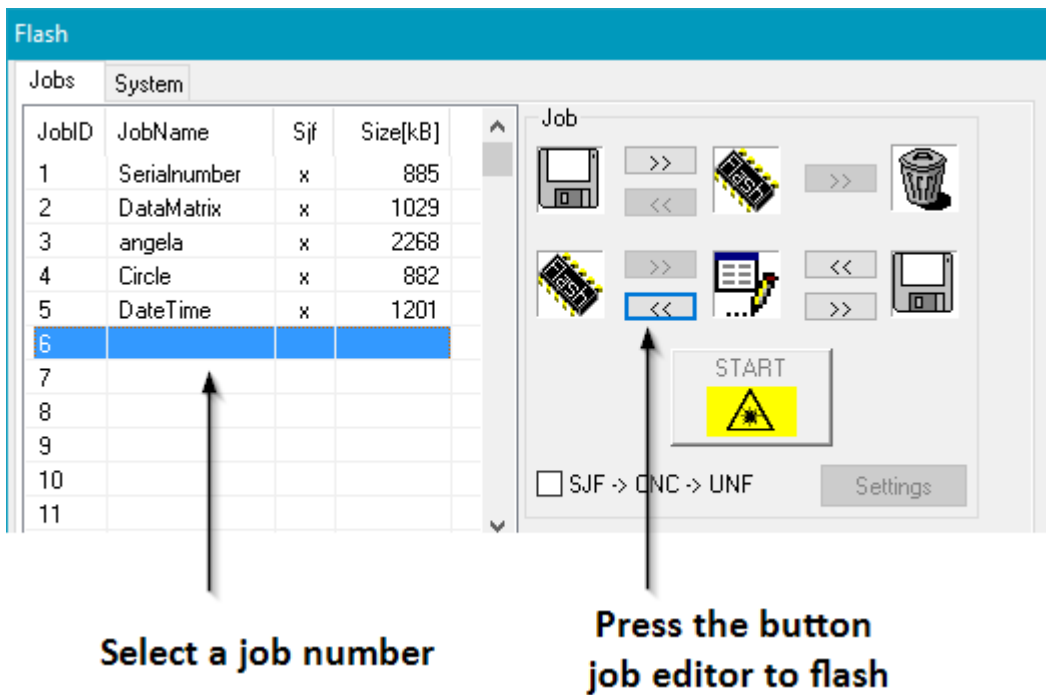 Flash
Jobs System
JobID JobName Sjf Size[kB]
1 Serialnumber x 885
2 DataMatrix x 1029
3 angela x 2268
4 Circle x 882
5 DateTime x 1201
6
7
8
9
10
11
Job
>> Flash >>
<<
Flash >> ... <<
<< >>
START
SJF -> CNC -> UNF Settings
Select a job number
Press the button
job editor to flash